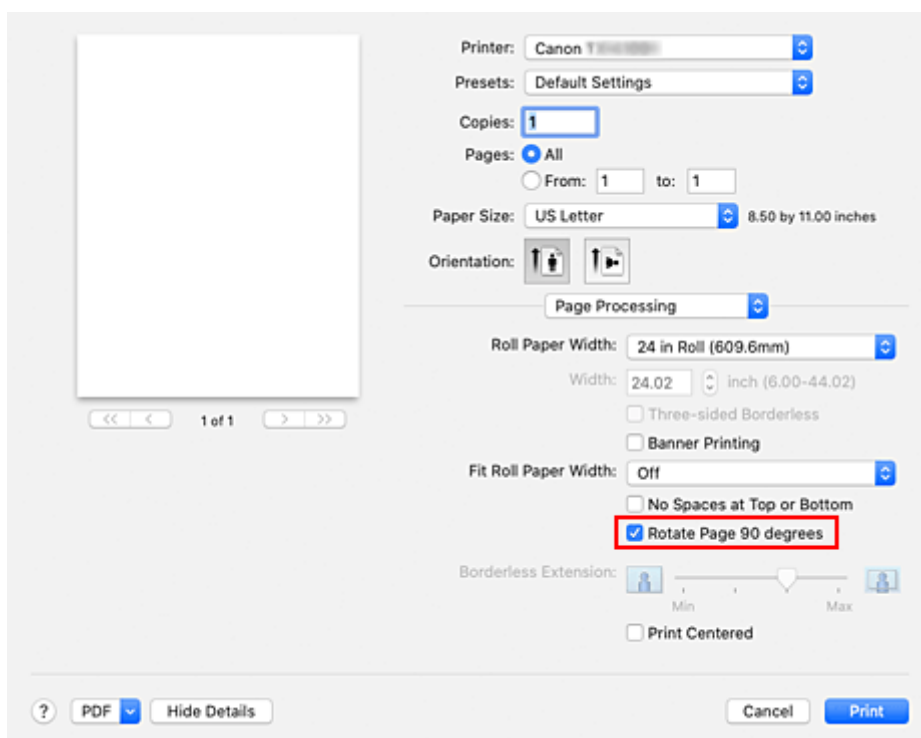 Printer: Canon
Presets: Default Settings
Copies: 1
Pages: All
From: 1 to: 1
Paper Size: US Letter 8.50 by 11.00 inches
Orientation:
Page Processing
Roll Paper Width: 24 in Roll (609.6mm)
Width: 24.02 inch (6.00-44.02)
Three-sided Borderless
<< < 1 of 1 > >>
Banner Printing
Fit Roll Paper Width: Off
No Spaces at Top or Bottom
Rotate Page 90 degrees
Borderless Extension:
Min Max
Print Centered
? PDF Hide Details Cancel Print